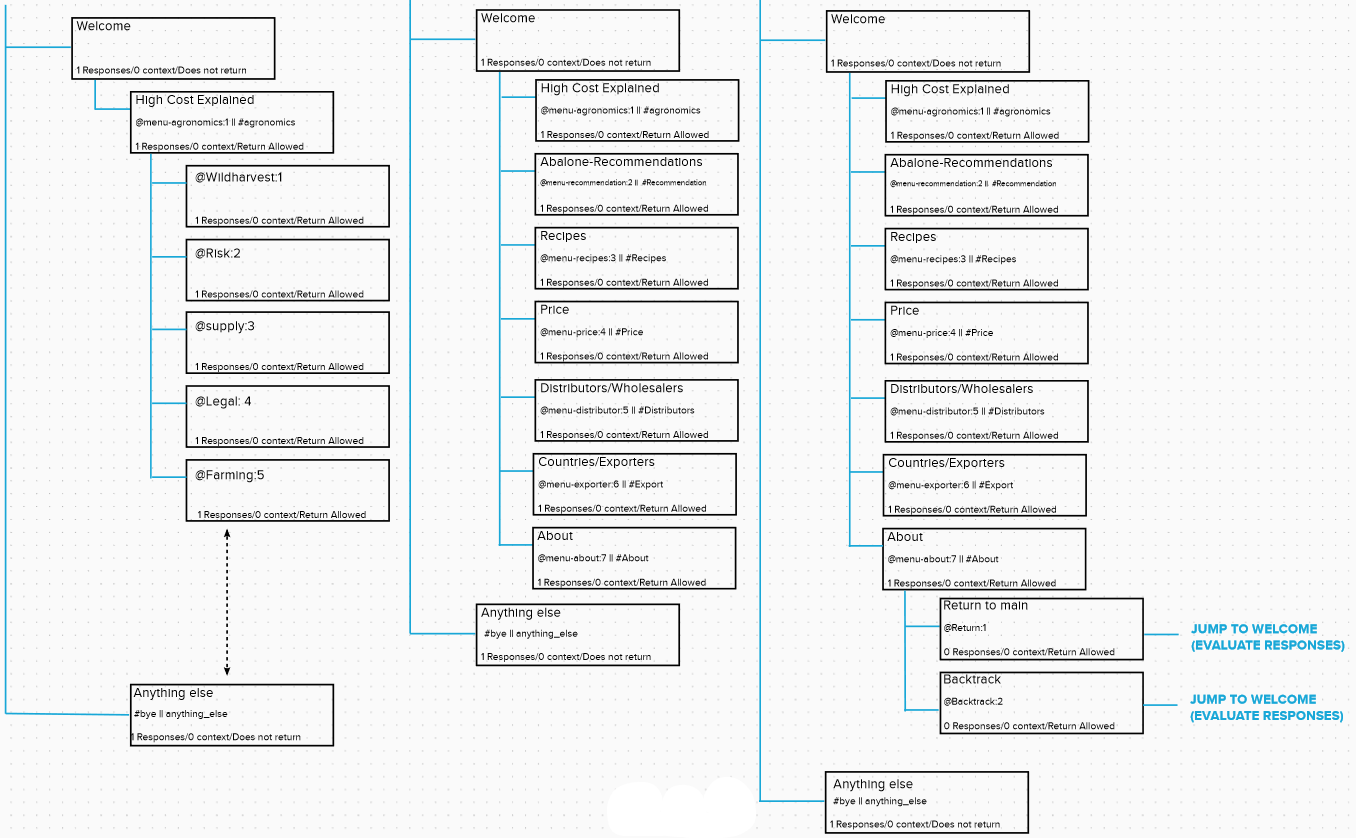 Welcome
1 Responses/0 context/Does not return
High Cost Explained
@menu-agronomics:1 || #agronomics
1 Responses/0 context/Return Allowed
@Wildharvest:1
1 Responses/0 context/Return Allowed
@Risk:2
1 Responses/0 context/Return Allowed
@supply:3
1 Responses/0 context/Return Allowed
@Legal: 4
1 Responses/0 context/Return Allowed
@Farming:5
1 Responses/0 context/Return Allowed
Anything else
#bye || anything_else
1 Responses/0 context/Does not return
Welcome
1 Responses/0 context/Does not return
High Cost Explained
@menu-agronomics:1 || #agronomics
1 Responses/0 context/Return Allowed
Abalone-Recommendations
@menu-recommendation:2 || #Recommendation
1 Responses/0 context/Return Allowed
Recipes
@menu-recipes:3 || #Recipes
1 Responses/0 context/Return Allowed
Price
@menu-price:4 || #Price
1 Responses/0 context/Return Allowed
Distributors/Wholesalers
@menu-distributor:5 || #Distributors
1 Responses/0 context/Return Allowed
Countries/Exporters
@menu-exporter:6 || #Export
1 Responses/0 context/Return Allowed
About
@menu-about:7 || #About
1 Responses/0 context/Return Allowed
Anything else
#bye || anything_else
1 Responses/0 context/Does not return
Welcome
1 Responses/0 context/Does not return
High Cost Explained
@menu-agronomics:1 || #agronomics
1 Responses/0 context/Return Allowed
Abalone-Recommendations
@menu-recommendation:2 || #Recommendation
1 Responses/0 context/Return Allowed
Recipes
@menu-recipes:3 || #Recipes
1 Responses/0 context/Return Allowed
Price
@menu-price:4 || #Price
1 Responses/0 context/Return Allowed
Distributors/Wholesalers
@menu-distributor:5 || #Distributors
1 Responses/0 context/Return Allowed
Countries/Exporters
@menu-exporter:6 || #Export
1 Responses/0 context/Return Allowed
About
@menu-about:7 || #About
1 Responses/0 context/Return Allowed
Return to main
@Return:1
0 Responses/0 context/Return Allowed
JUMP TO WELCOME
(EVALUATE RESPONSES)
Backtrack
@Backtrack:2
0 Responses/0 context/Return Allowed
JUMP TO WELCOME
(EVALUATE RESPONSES)
Anything else
#bye || anything_else
1 Responses/0 context/Does not return